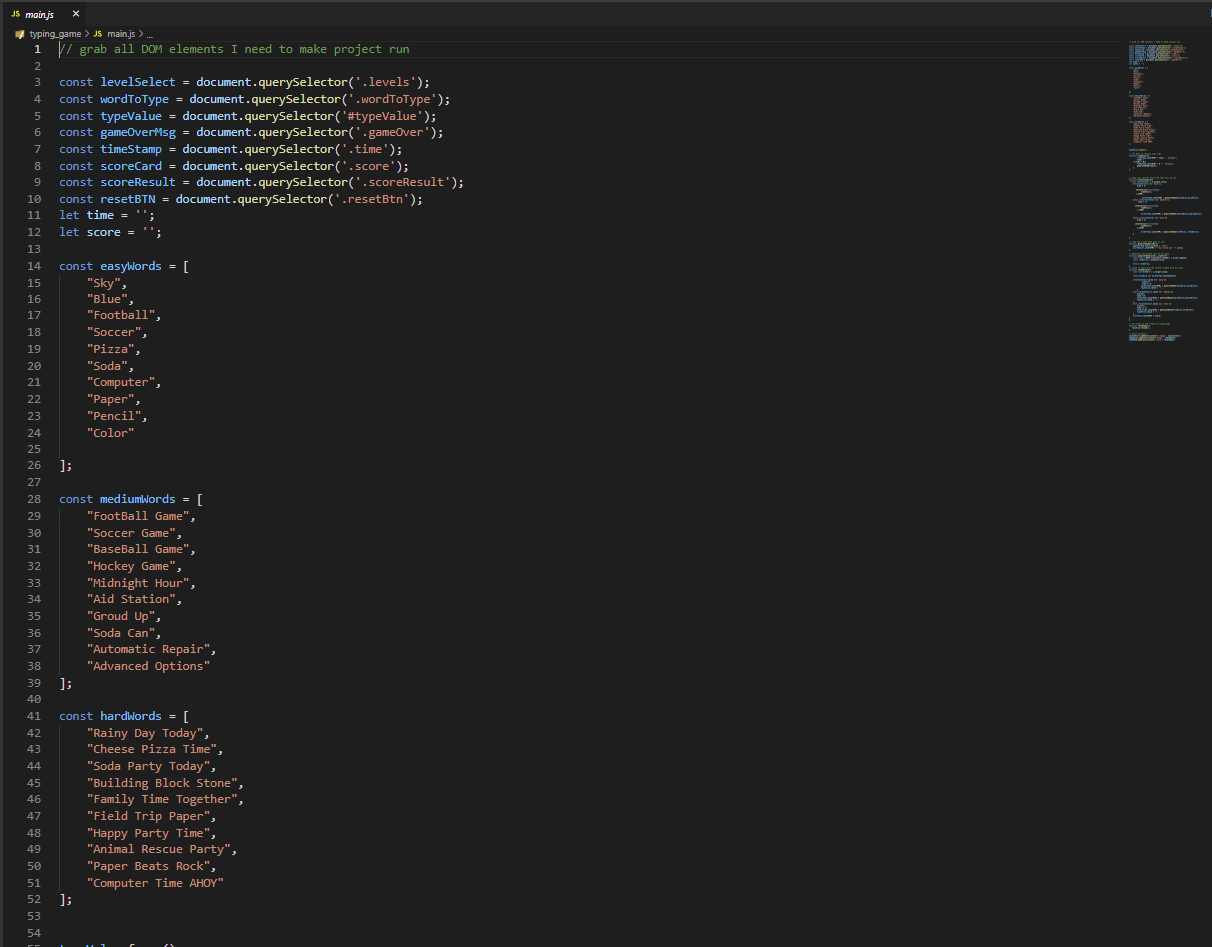 JS main.js ×
typing_game > JS main.js > ...
1 // grab all DOM elements I need to make project run
2
3 const levelSelect = document.querySelector('.levels');
4 const wordToType = document.querySelector('.wordToType');
5 const typeValue = document.querySelector('#typeValue');
6 const gameOverMsg = document.querySelector('.gameOver');
7 const timeStamp = document.querySelector('.time');
8 const scoreCard = document.querySelector('.score');
9 const scoreResult = document.querySelector('.scoreResult');
10 const resetBTN = document.querySelector('.resetBtn');
11 let time = '';
12 let score = '';
13
14 const easyWords = [
15 "Sky",
16 "Blue",
17 "Football",
18 "Soccer",
19 "Pizza",
20 "Soda",
21 "Computer",
22 "Paper",
23 "Pencil",
24 "Color"
25
26 ];
27
28 const mediumWords = [
29 "FootBall Game",
30 "Soccer Game",
31 "BaseBall Game",
32 "Hockey Game",
33 "Midnight Hour",
34 "Aid Station",
35 "Groud Up",
36 "Soda Can",
37 "Automatic Repair",
38 "Advanced Options"
39 ];
40
41 const hardWords = [
42 "Rainy Day Today",
43 "Cheese Pizza Time",
44 "Soda Party Today",
45 "Building Block Stone",
46 "Family Time Together",
47 "Field Trip Paper",
48 "Happy Party Time",
49 "Animal Rescue Party",
50 "Paper Beats Rock",
51 "Computer Time AHOY"
52 ];
53
54